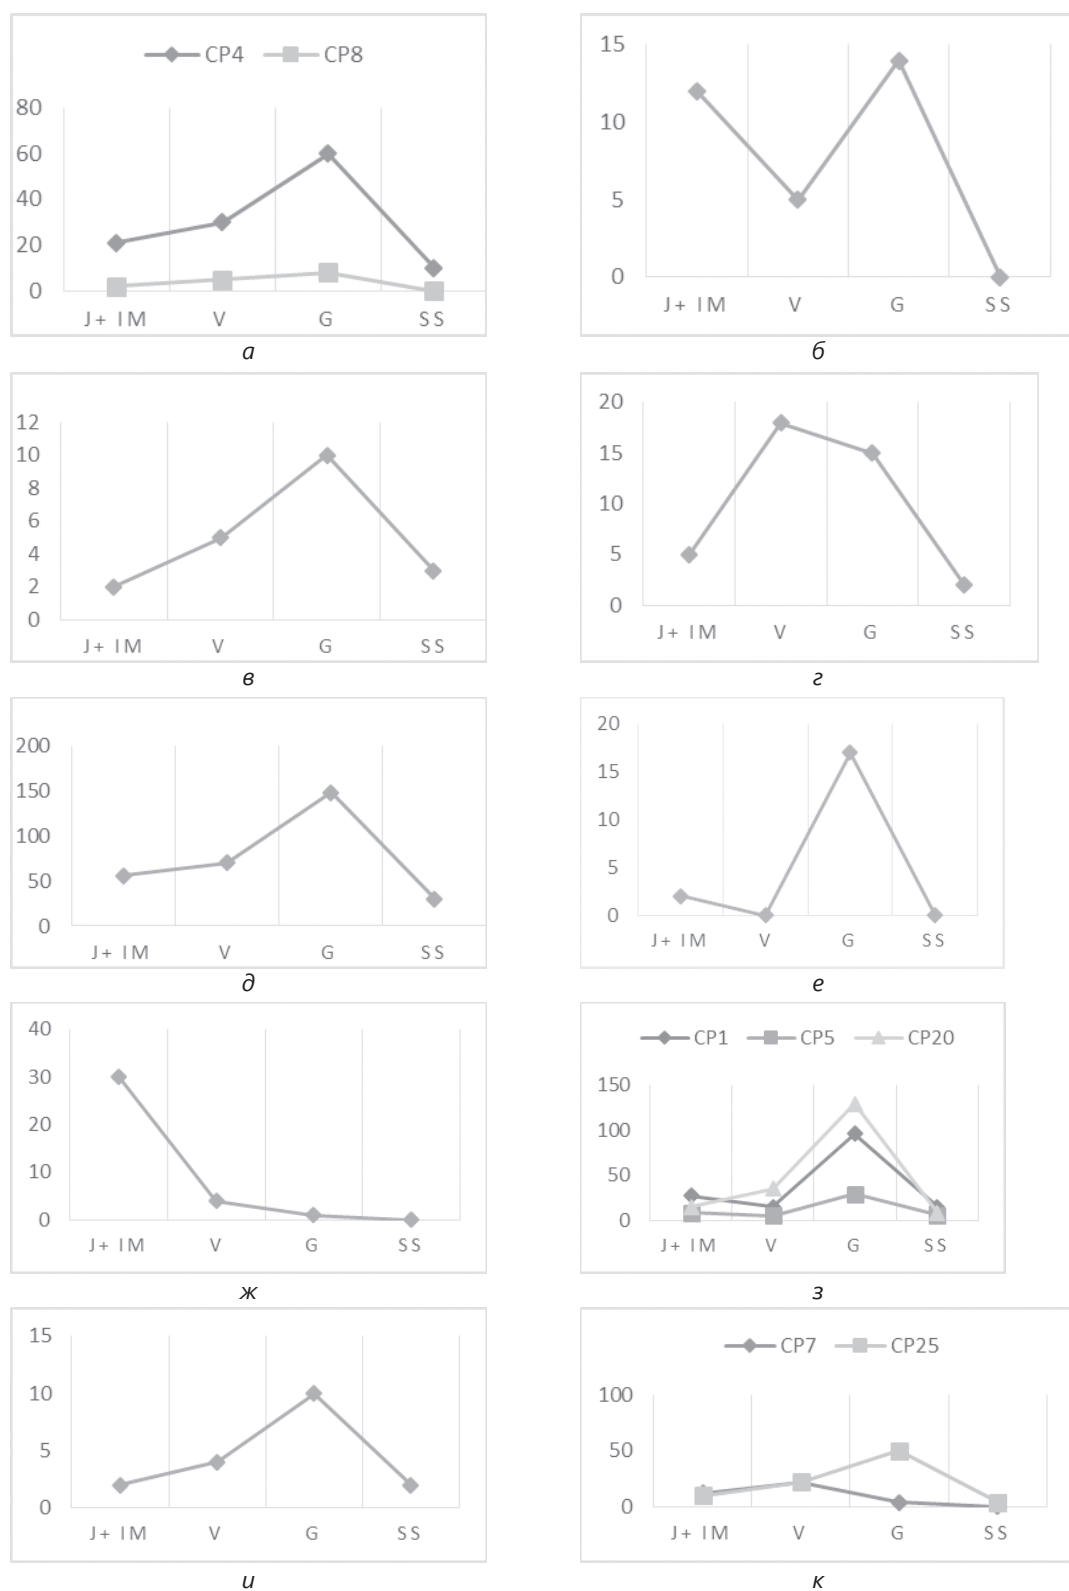 CP4 CP8
80
60
40
20
0
J+ IM V G SS
а
15
10
5
0
J+ IM V G SS
б
12
10
8
6
4
2
0
J+ IM V G SS
в
20
15
10
5
0
J+ IM V G SS
г
200
150
100
50
0
J+ IM V G SS
д
20
15
10
5
0
J+ IM V G SS
е
40
30
20
10
0
J+ IM V G SS
ж
CP1 CP5 CP20
150
100
50
0
J+ IM V G SS
з
15
10
5
0
J+ IM V G SS
и
CP7 CP25
100
50
0
J+ IM V G SS
к